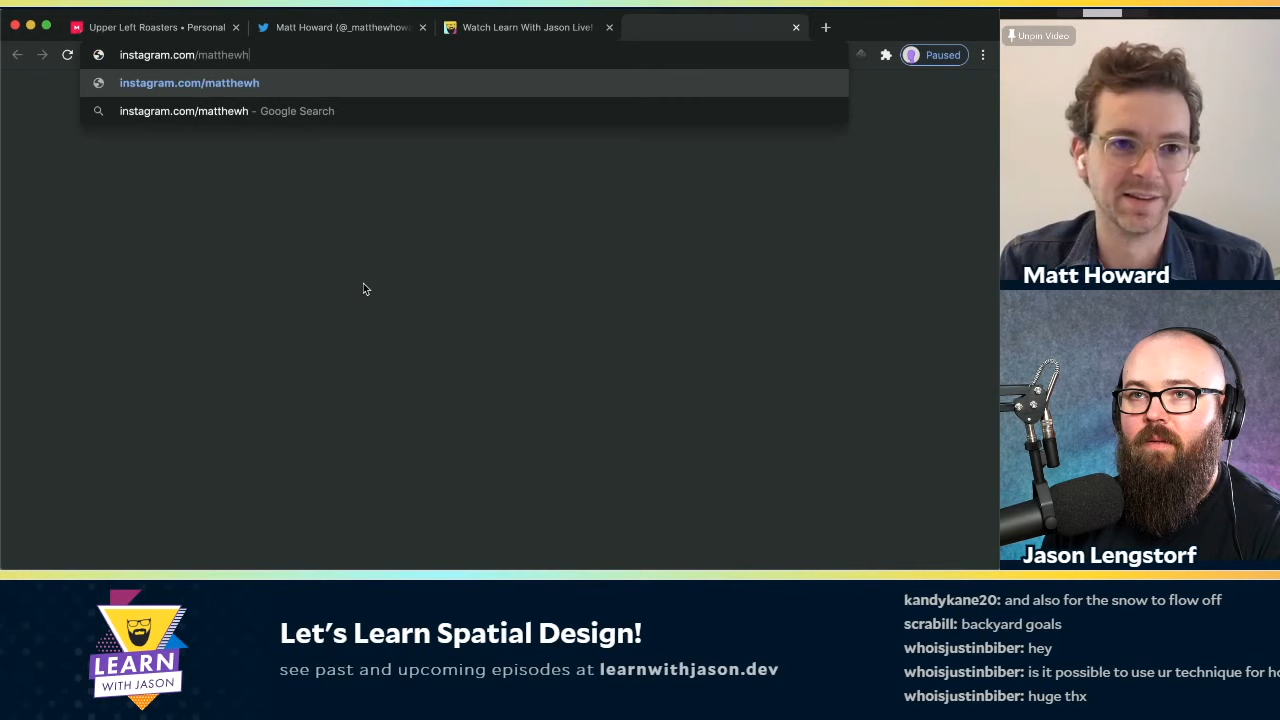 Upper Left Roasters • Personal
Matt Howard (@_matthewhow
Watch Learn With Jason Live!
instagram.com/matthewh
Paused
instagram.com/matthewh
instagram.com/matthewh - Google Search
Unpin Video
Matt Howard
Jason Lengstorf
LEARN
WITH JASON
Let's Learn Spatial Design!
see past and upcoming episodes at learnwithjason.dev
kandykane20: and also for the snow to flow off
scrabill: backyard goals
whoisjustinbiber: hey
whoisjustinbiber: is it possible to use ur technique for ho
whoisjustinbiber: huge thx